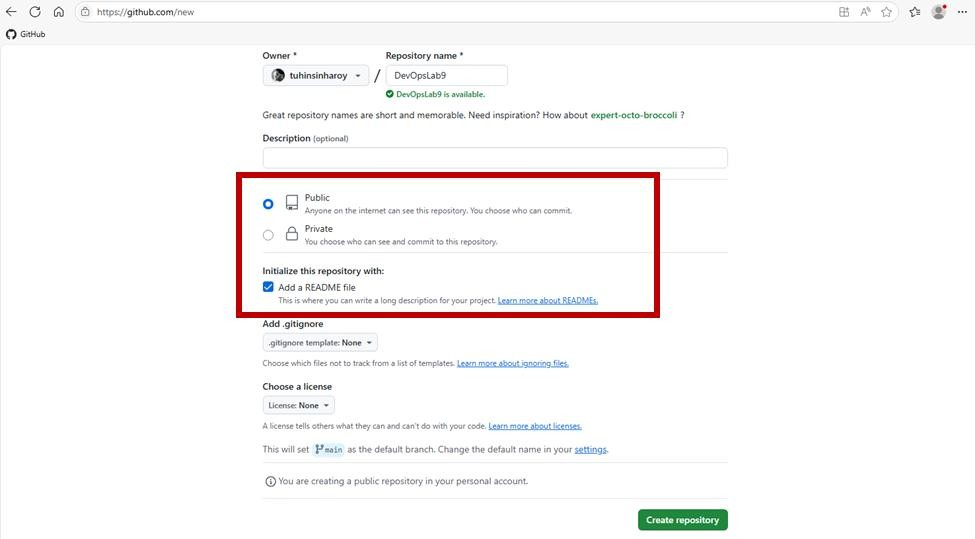 https://github.com/new
GitHub
Owner * Repository name *
tuhinsinharoy / DevOpsLab9
DevOpsLab9 is available.
Great repository names are short and memorable. Need inspiration? How about expert-octo-broccoli ?
Description (optional)
Public
Anyone on the internet can see this repository. You choose who can commit.
Private
You choose who can see and commit to this repository.
Initialize this repository with:
Add a README file
This is where you can write a long description for your project. Learn more about READMEs.
Add .gitignore
.gitignore template: None
Choose which files not to track from a list of templates. Learn more about ignoring files.
Choose a license
License: None
A license tells others what they can and can't do with your code. Learn more about licenses.
This will set main as the default branch. Change the default name in your settings.
You are creating a public repository in your personal account.
Create repository